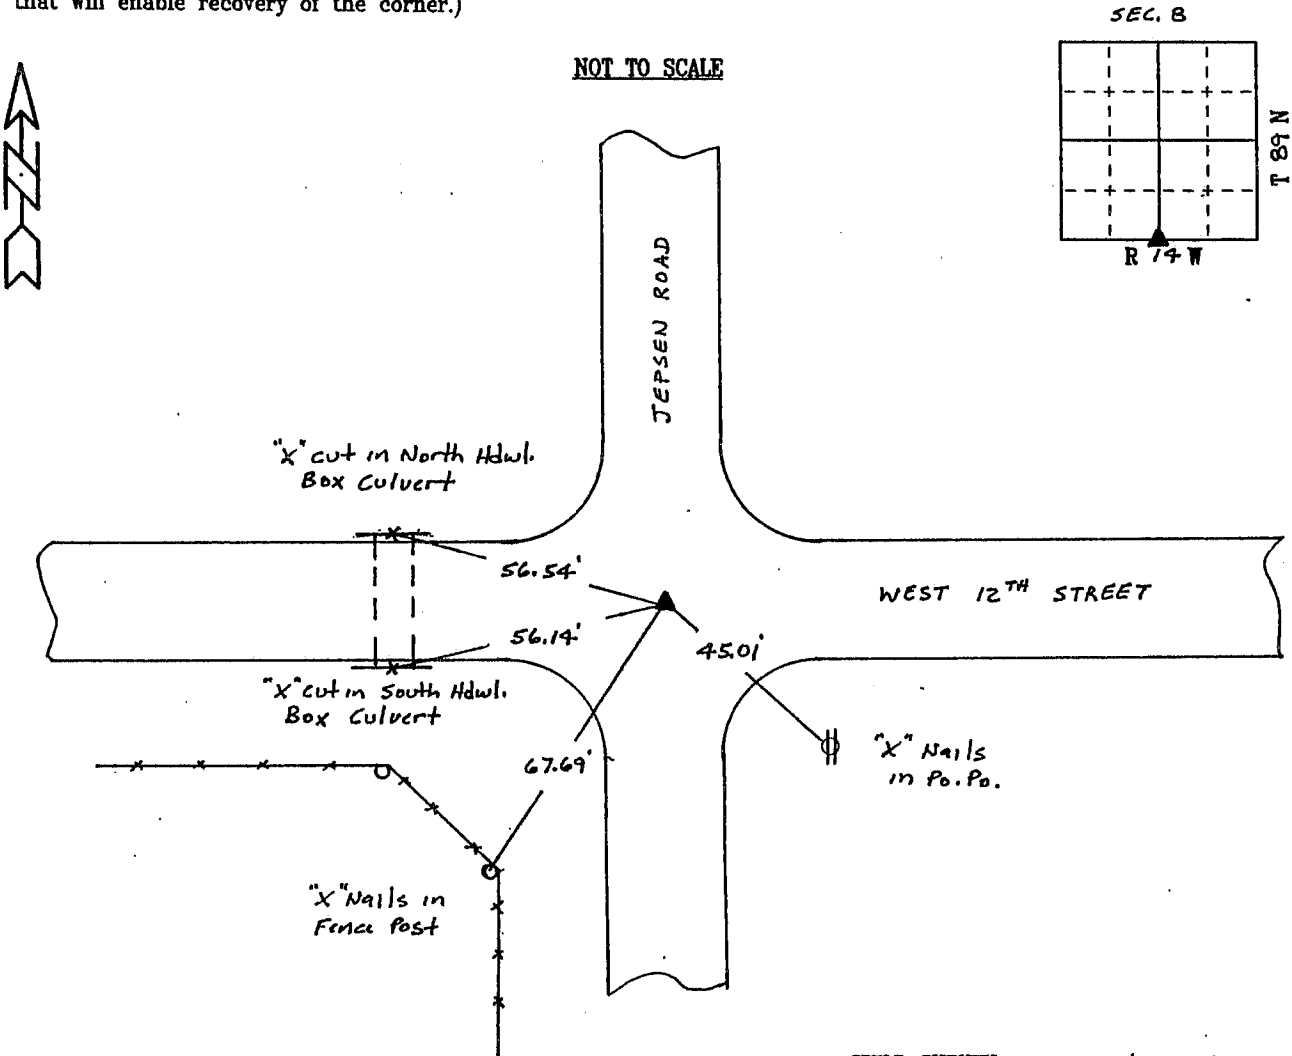 that will enable recovery of the corner.)
SEC. 8
NOT TO SCALE
N
T 89 N
R 14 W
JEPSEN ROAD
"X" cut in North Hdwl.
Box Culvert
56.54'
WEST 12TH STREET
56.14'
45.01'
"X" cut in South Hdwl.
Box Culvert
67.69'
"X" Nails
in Po. Po.
"X" Nails in
Fence Post